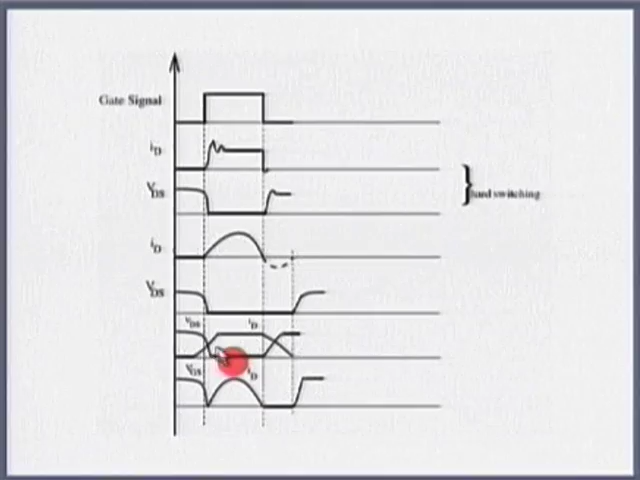 Gate Signal
iD
VDS
hard switching
iD
VDS
VDS iD
VDS iD